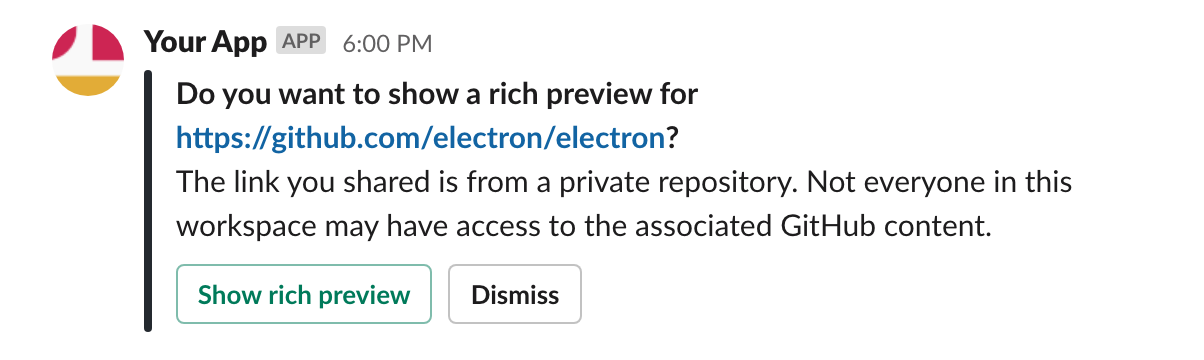 Your App APP 6:00 PM
Do you want to show a rich preview for
https://github.com/electron/electron?
The link you shared is from a private repository. Not everyone in this
workspace may have access to the associated GitHub content.
Show rich preview Dismiss